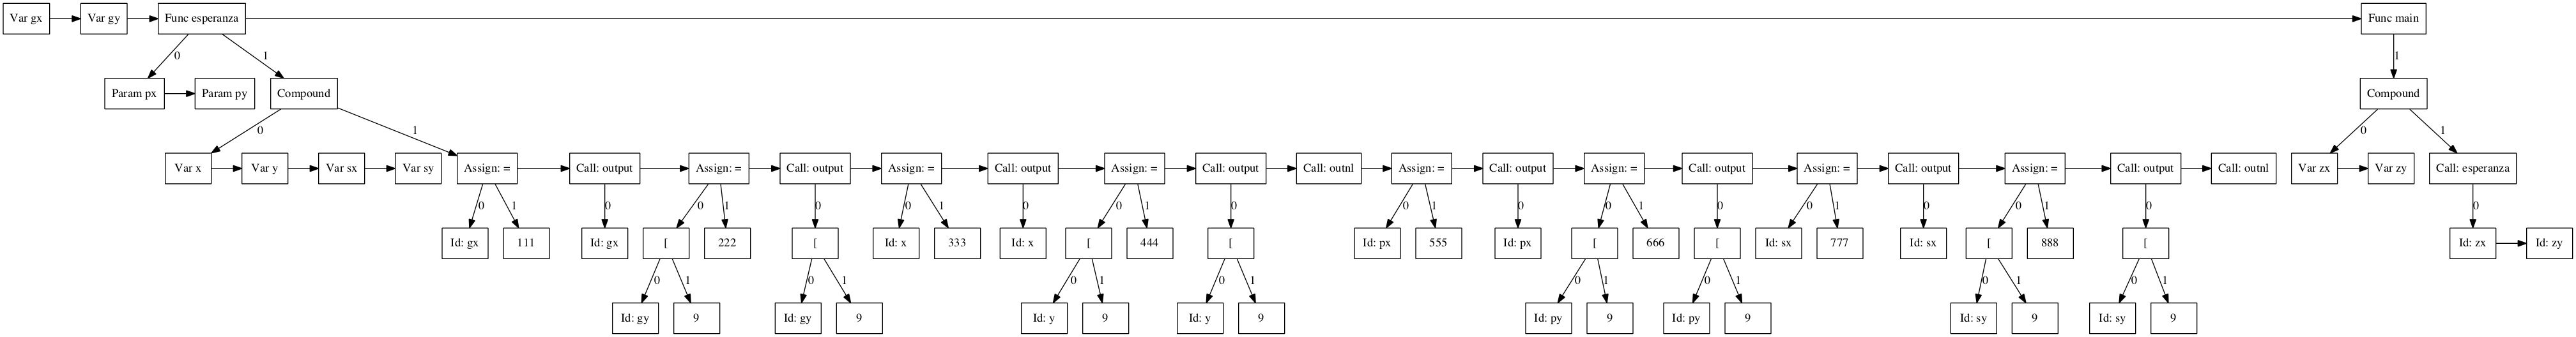 Var gx
Var gy
Func esperanza
Func main
0
1
1
Param px
Param py
Compound
Compound
0
1
0
1
Var x
Var y
Var sx
Var sy
Assign: =
Call: output
Assign: =
Call: output
Assign: =
Call: output
Assign: =
Call: output
Call: outnl
Assign: =
Call: output
Assign: =
Call: output
Assign: =
Call: output
Assign: =
Call: output
Call: outnl
Var zx
Var zy
Call: esperanza
0
1
0
0
1
0
0
1
0
0
1
0
0
1
0
0
1
0
0
1
0
0
1
0
0
Id: gx
111
Id: gx
[
222
[
Id: x
333
Id: x
[
444
[
Id: px
555
Id: px
[
666
[
Id: sx
777
Id: sx
[
888
[
Id: zx
Id: zy
0
1
0
1
0
1
0
1
0
1
0
1
0
1
0
1
Id: gy
9
Id: gy
9
Id: y
9
Id: y
9
Id: py
9
Id: py
9
Id: sy
9
Id: sy
9